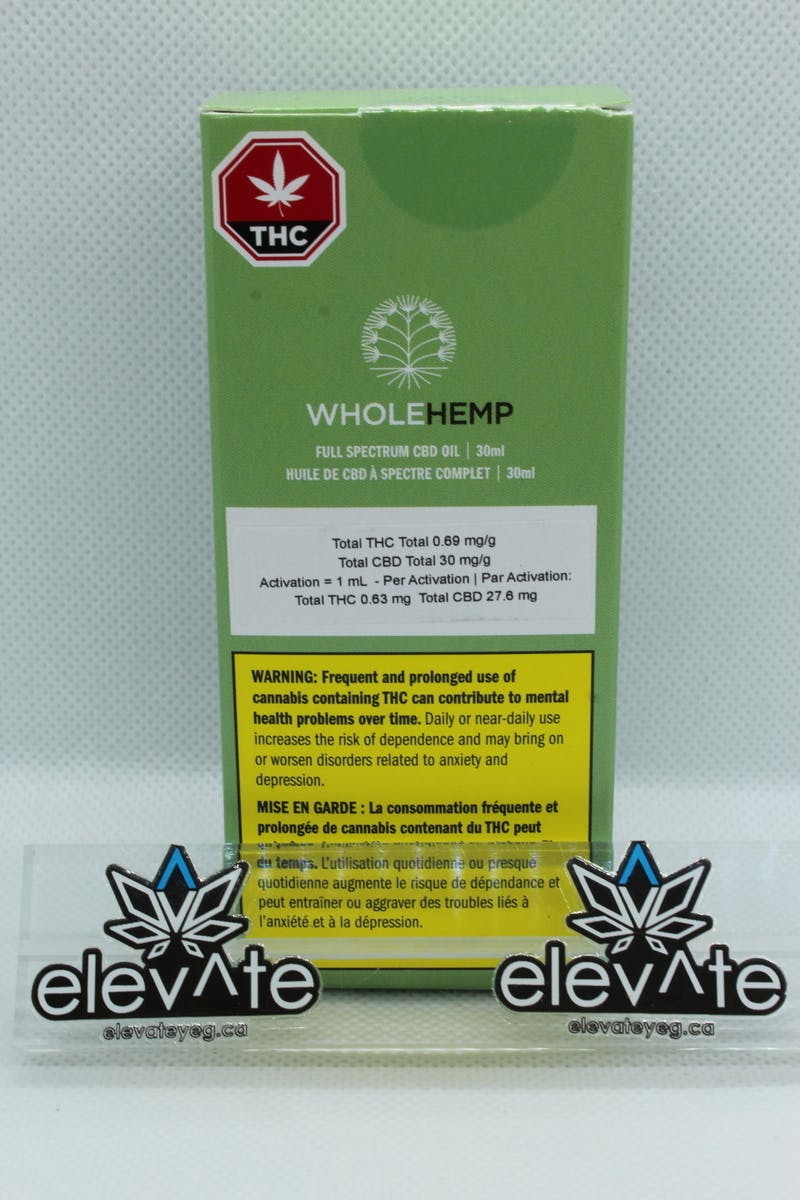 THC
WHOLEHEMP
FULL SPECTRUM CBD OIL | 30ml
HUILE DE CBD À SPECTRE COMPLET | 30ml
Total THC Total 0.69 mg/g
Total CBD Total 30 mg/g
Activation = 1 mL - Per Activation | Par Activation:
Total THC 0.63 mg Total CBD 27.6 mg
WARNING: Frequent and prolonged use of
cannabis containing THC can contribute to mental
health problems over time. Daily or near-daily use
increases the risk of dependence and may bring on
or worsen disorders related to anxiety and
depression.
MISE EN GARDE : La consommation fréquente et
prolongée de cannabis contenant du THC peut
du temps. L'utilisation quotidienne ou presque
quotidienne augmente le risque de dépendance et
peut entraîner ou aggraver des troubles liés à
l'anxiété et à la dépression.
elev^te
elevateyeg.ca
elev^te
elevateyeg.ca